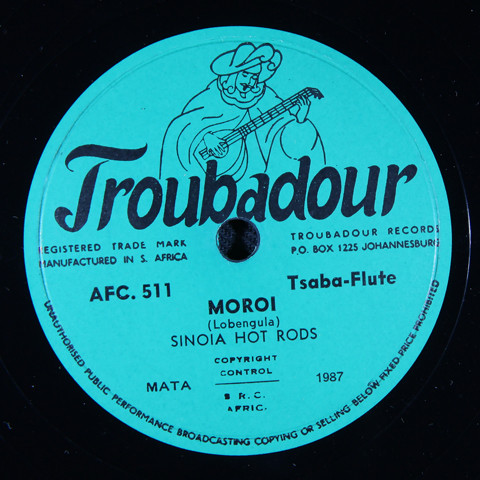 Troubadour
REGISTERED TRADE MARK
MANUFACTURED IN S. AFRICA
TROUBADOUR RECORDS
P.O. BOX 1225 JOHANNESBURG
AFC. 511
Tsaba-Flute
MOROI
(Lobengula)
SINOIA HOT RODS
COPYRIGHT
CONTROL
MATA
1987
R. C.
AFRIC.
UNAUTHORISED PUBLIC PERFORMANCE BROADCASTING COPYING OR SELLING BELOW FIXED PRICE PROHIBITED